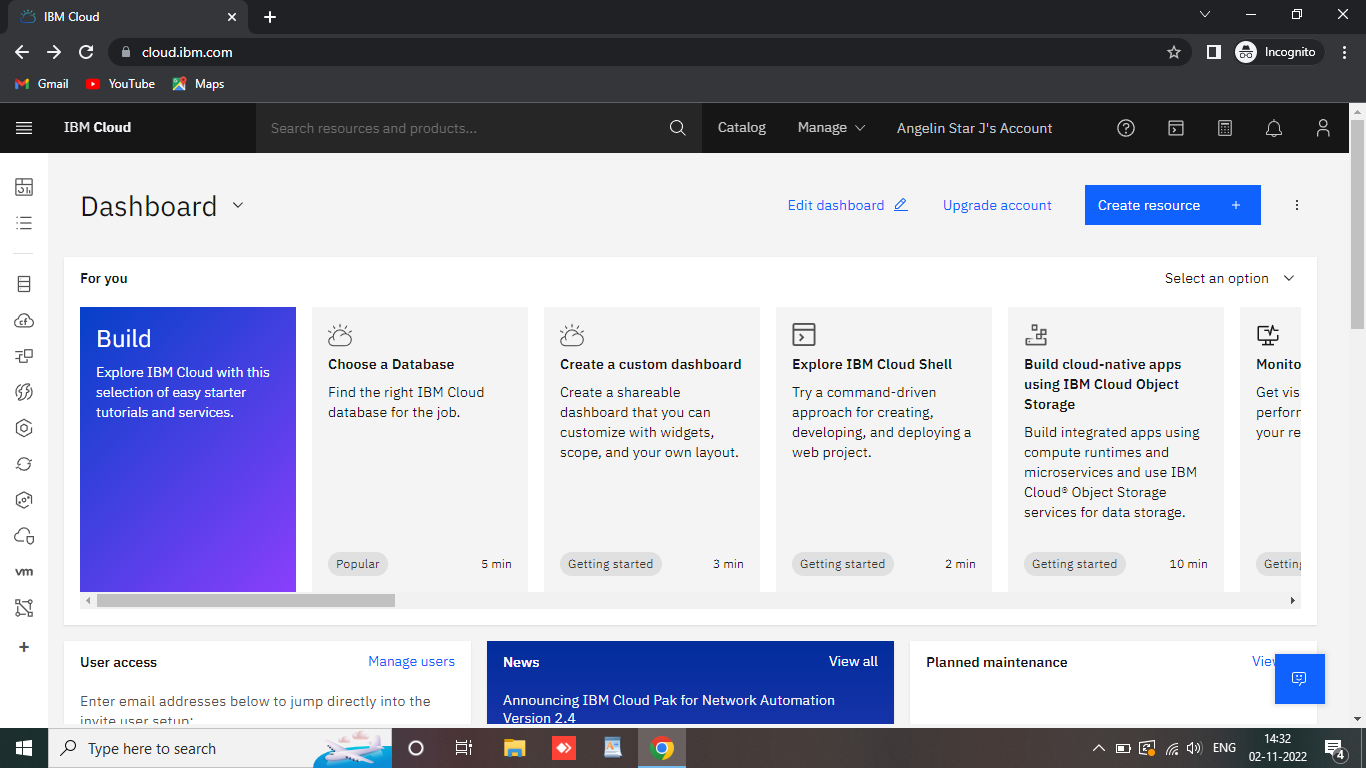 IBM Cloud
cloud.ibm.com
Incognito
Gmail
YouTube
Maps
IBM Cloud
Search resources and products...
Catalog
Manage
Angelin Star J's Account
Dashboard
Edit dashboard
Upgrade account
Create resource +
For you
Select an option
Build
Explore IBM Cloud with this
selection of easy starter
tutorials and services.
Choose a Database
Find the right IBM Cloud
database for the job.
Popular
5 min
Create a custom dashboard
Create a shareable
dashboard that you can
customize with widgets,
scope, and your own layout.
Getting started
3 min
Explore IBM Cloud Shell
Try a command-driven
approach for creating,
developing, and deploying a
web project.
Getting started
2 min
Build cloud-native apps
using IBM Cloud Object
Storage
Build integrated apps using
compute runtimes and
microservices and use IBM
Cloud® Object Storage
services for data storage.
Getting started
10 min
Monito
Get vis
perforr
your re
Getting
vm
User access
Manage users
Enter email addresses below to jump directly into the
invite user setup:
News
View all
Announcing IBM Cloud Pak for Network Automation
Version 2.4
Planned maintenance
View
Type here to search
ENG
14:32
02-11-2022
4